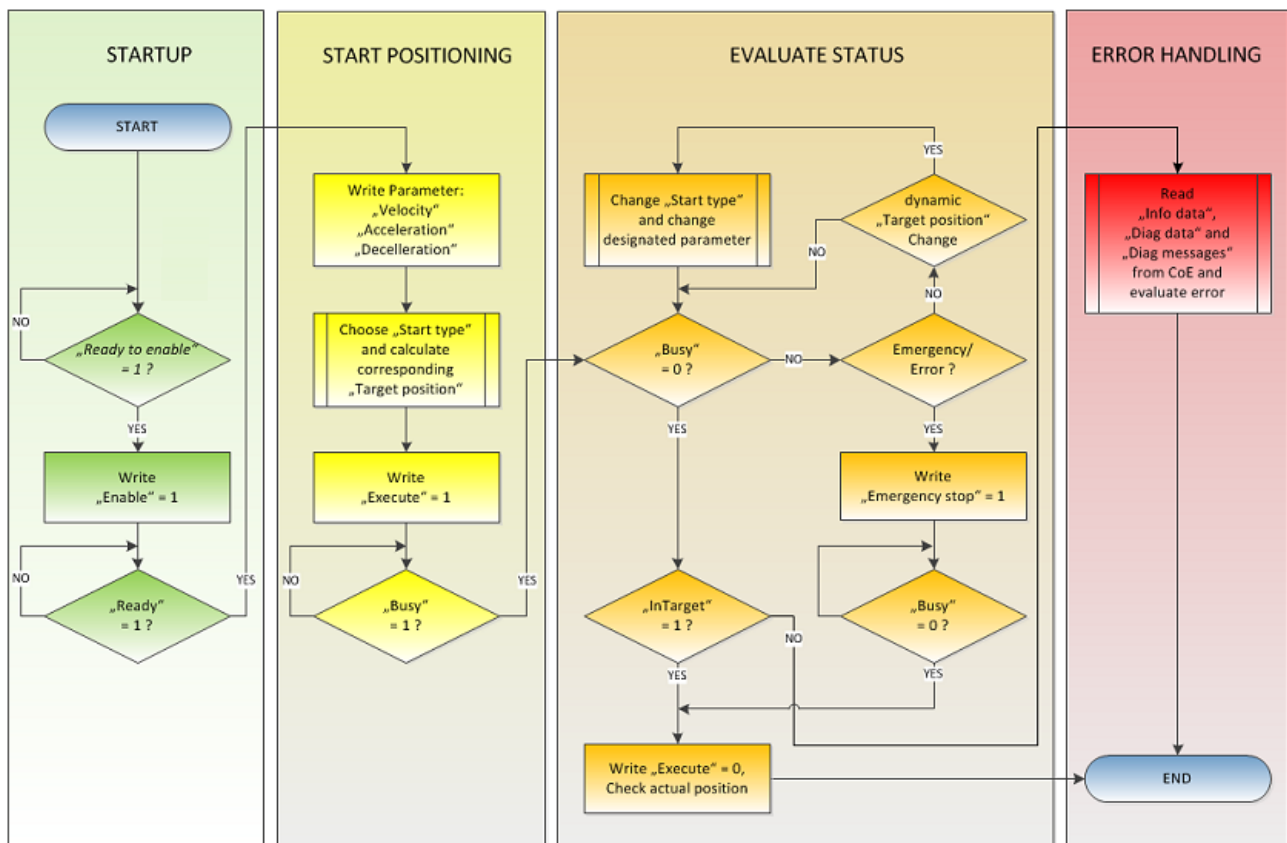 STARTUP
START
NO
„Ready to enable“
= 1 ?
YES
Write
„Enable“ = 1
NO
„Ready“
= 1 ?
YES
START POSITIONING
Write Parameter:
„Velocity“
„Acceleration“
„Decelleration“
Choose „Start type“
and calculate
corresponding
„Target position“
Write
„Execute“ = 1
NO
„Busy“
= 1 ?
YES
EVALUATE STATUS
YES
Change „Start type“
and change
designated parameter
dynamic
„Target position“
Change
NO
NO
„Busy“
= 0 ?
NO
Emergency/
Error ?
YES
YES
Write
„Emergency stop“ = 1
„InTarget“
= 1 ?
NO
„Busy“
= 0 ?
YES
YES
Write „Execute“ = 0,
Check actual position
ERROR HANDLING
Read
„Info data“,
„Diag data“ and
„Diag messages“
from CoE and
evaluate error
END